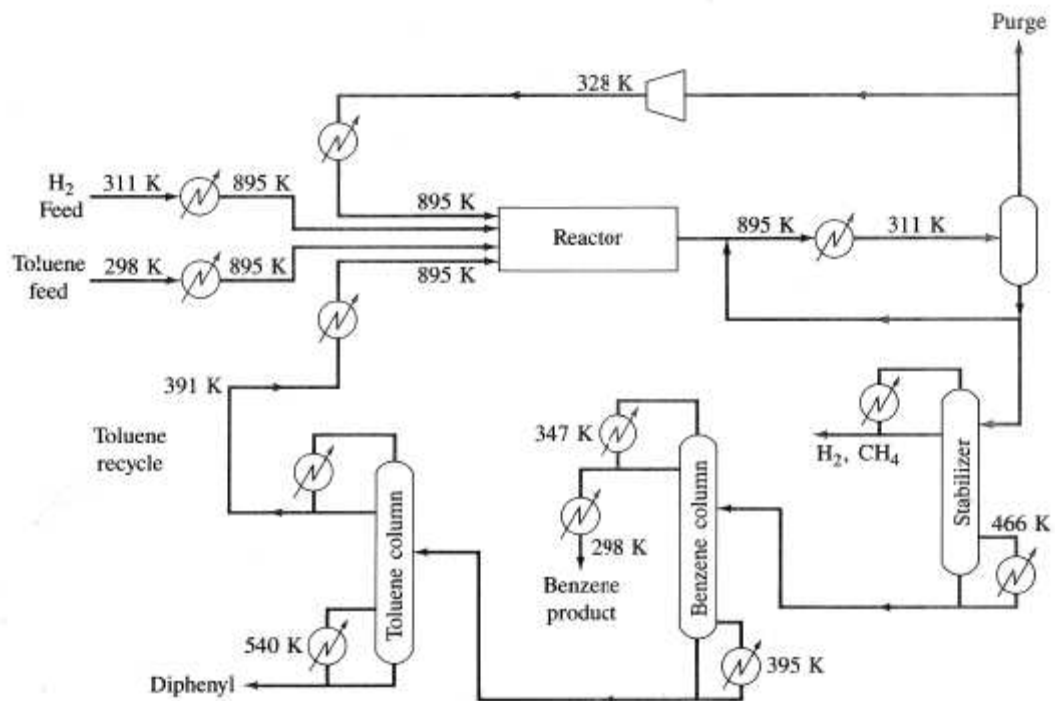 Purge
328 K
H₂
Feed
311 K
895 K
895 K
Reactor
895 K
311 K
Toluene
feed
298 K
895 K
895 K
391 K
Toluene
recycle
347 K
H₂, CH₄
Stabilizer
466 K
Benzene column
298 K
Benzene
product
Toluene column
540 K
395 K
Diphenyl